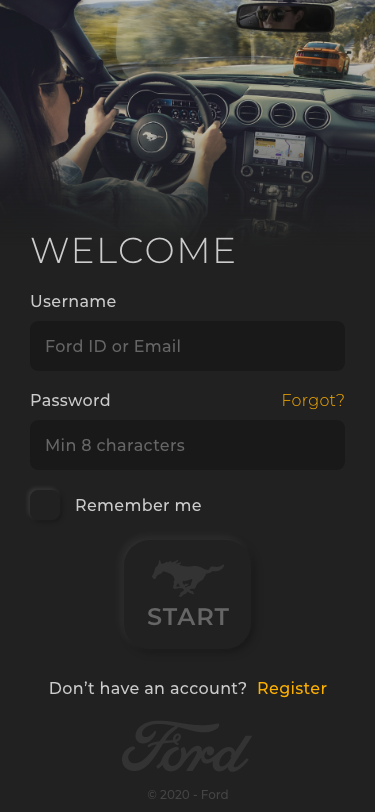 WELCOME
Username
Ford ID or Email
Password Forgot?
Min 8 characters
Remember me
START
Don’t have an account? Register
Ford
© 2020 - Ford